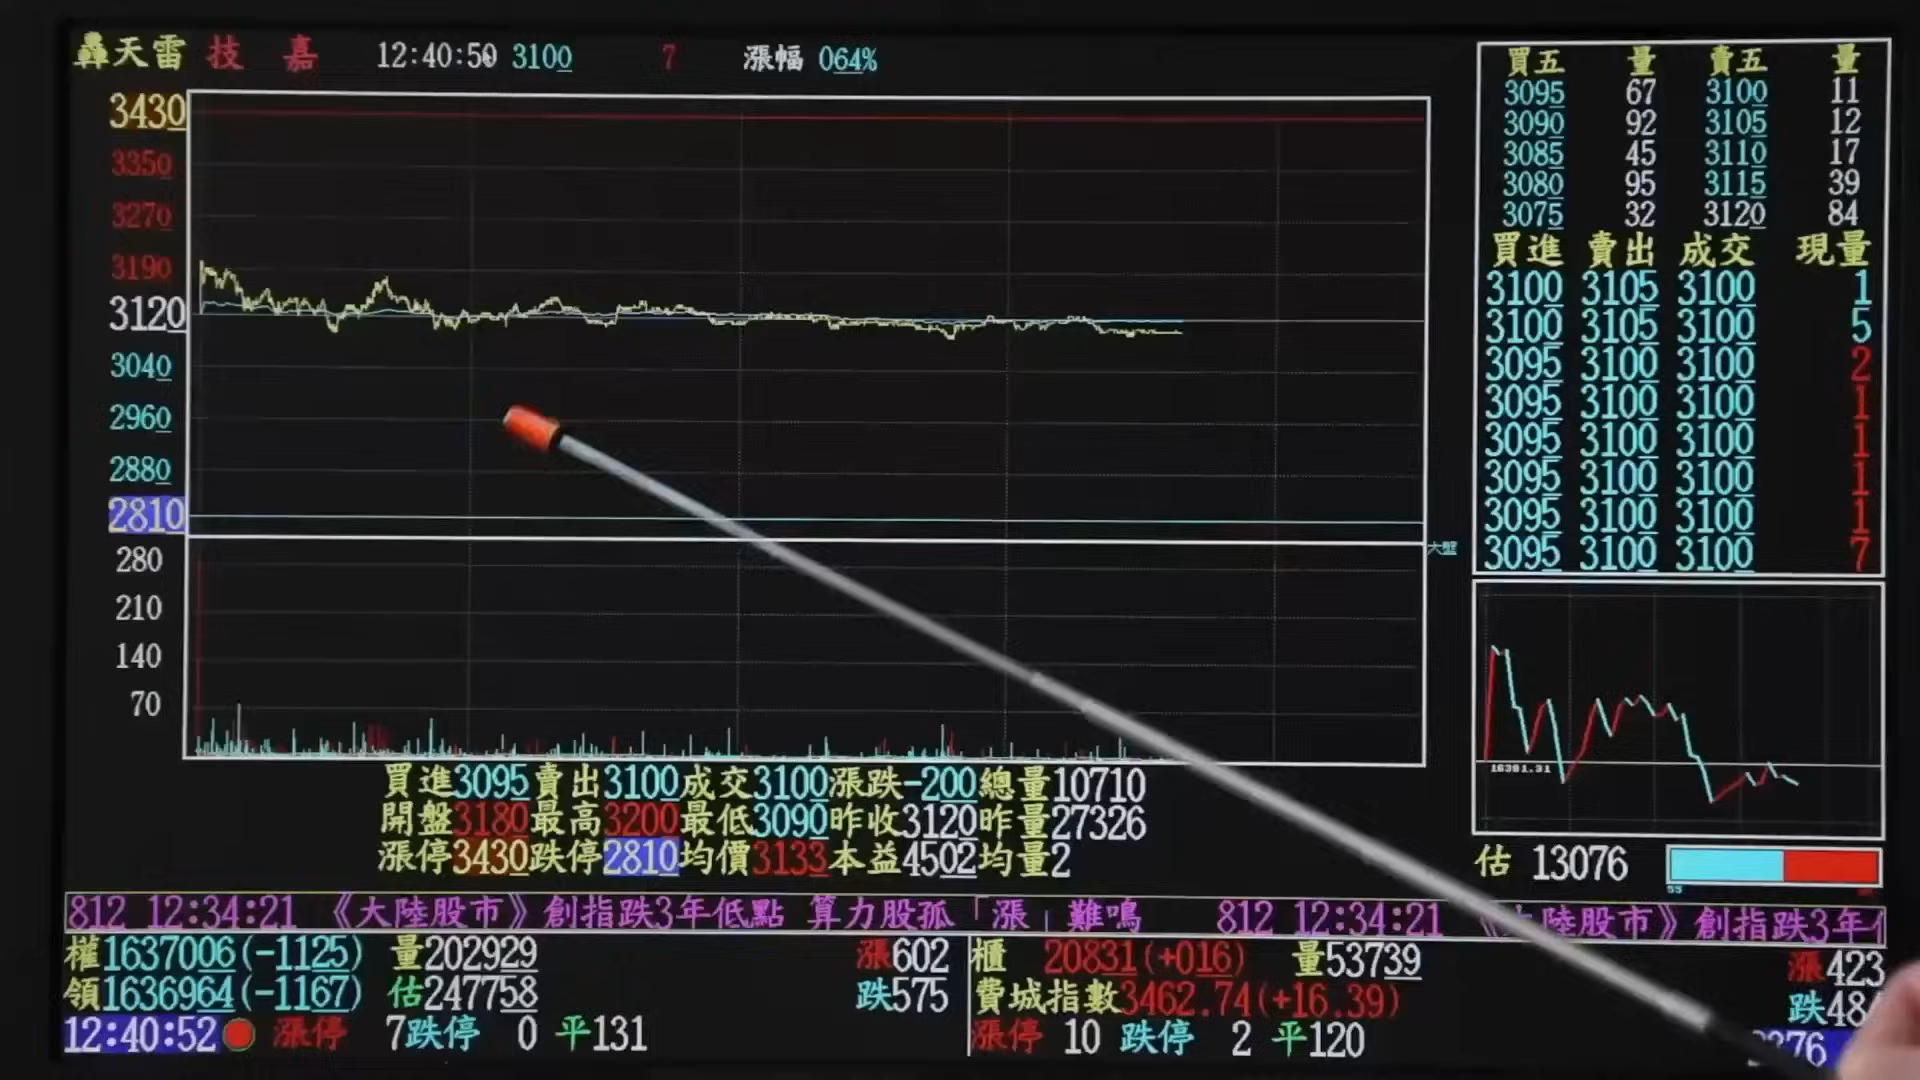 轟天雷 技 嘉 12:40:50 3100 7 漲幅 064%
3430
3350
3270
3190
3120
3040
2960
2880
2810
280
210
140
70
大盤
買五 量 賣五 量
3095 67 3100 11
3090 92 3105 12
3085 45 3110 17
3080 95 3115 39
3075 32 3120 84
買進 賣出 成交 現量
3100 3105 3100 1
3100 3105 3100 5
3095 3100 3100 2
3095 3100 3100 1
3095 3100 3100 1
3095 3100 3100 1
3095 3100 3100 1
3095 3100 3100 7
16381.31
估 13076
55
買進3095賣出3100成交3100漲跌-200總量10710
開盤3180最高3200最低3090昨收3120昨量27326
漲停3430跌停2810均價3133本益4502均量2
812 12:34:21 《大陸股市》創指跌3年低點 算力股孤「漲」難鳴 812 12:34:21 《大陸股市》創指跌3年
權1637006(-1125) 量202929 漲602
領1636964(-1167) 估247758 跌575
12:40:52 漲停 7跌停 0 平131
櫃 20831(+016) 量53739 漲423
費城指數3462.74(+16.39) 跌484
漲停 10 跌停 2 平120